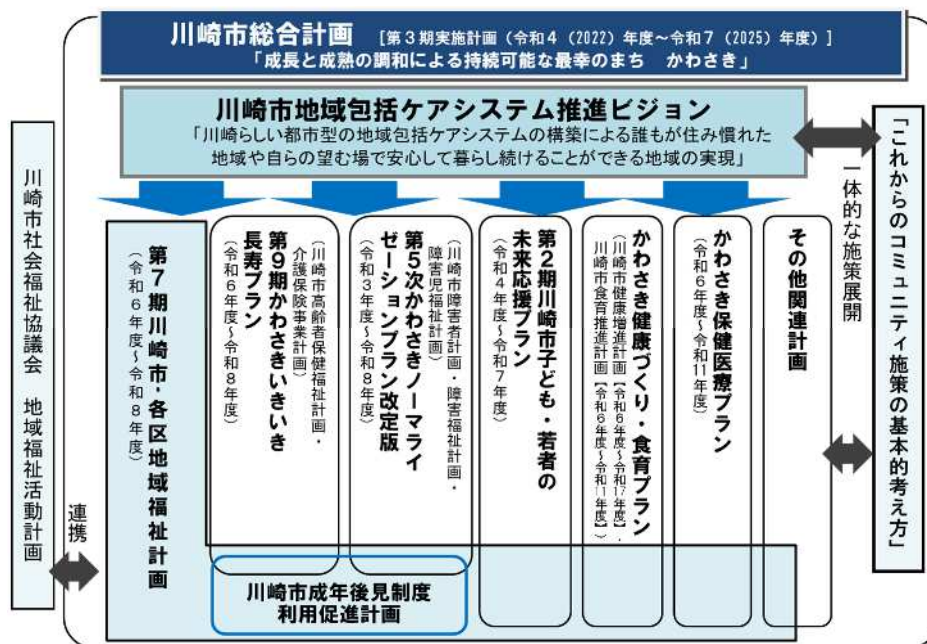 川崎市総合計画 [第3期実施計画(令和4(2022)年度~令和7(2025)年度)]
「成長と成熟の調和による持続可能な最幸のまち かわさき」
川崎市地域包括ケアシステム推進ビジョン
「川崎らしい都市型の地域包括ケアシステムの構築による誰もが住み慣れた
地域や自らの望む場で安心して暮らし続けることができる地域の実現」
「これからのコミュニティ施策の基本的考え方」
一体的な施策展開
その他関連計画
かわさき保健医療プラン
(令和6年度~令和11年度)
かわさき健康づくり・食育プラン
(川崎市健康増進計画【令和6年度~令和17年度】・
川崎市食育推進計画【令和6年度~令和11年度】)
第2期川崎市子ども・若者の
未来応援プラン
(令和4年度~令和7年度)
(川崎市障害者計画・障害福祉計画・
障害児福祉計画)
第5次かわさきノーマライ
ゼーションプラン改定版
(令和3年度~令和8年度)
(川崎市高齢者保健福祉計画・
介護保険事業計画)
第9期かわさきいきいき
長寿プラン
(令和6年度~令和8年度)
第7期川崎市・各区地域福祉計画
(令和6年度~令和8年度)
連携
川崎市社会福祉協議会 地域福祉活動計画
川崎市成年後見制度
利用促進計画